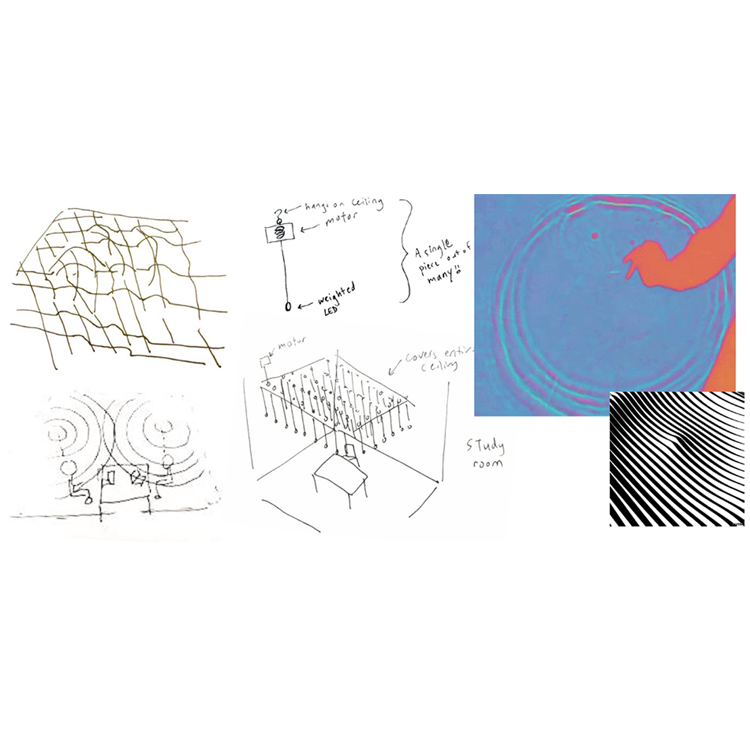 hangs on ceiling
motor
A single
piece out of
many!!
weighted
LED
motor
covers entire
ceiling
STudy
room